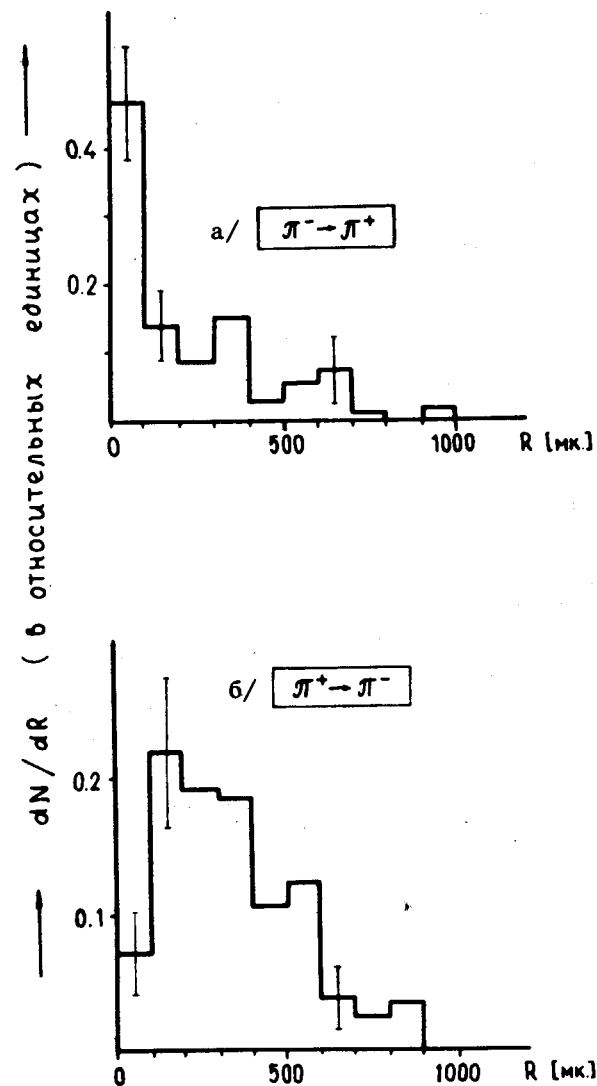 0.4
0.2
а/ π⁻→π⁺
0 500 1000 R [мк.]
dN/dR (в относительных единицах)
б/ π⁺→π⁻
0.2
0.1
0 500 1000 R [мк.]